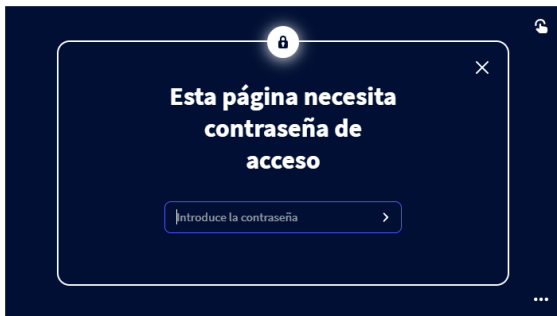 Esta página necesita
contraseña de
acceso
Introduce la contraseña